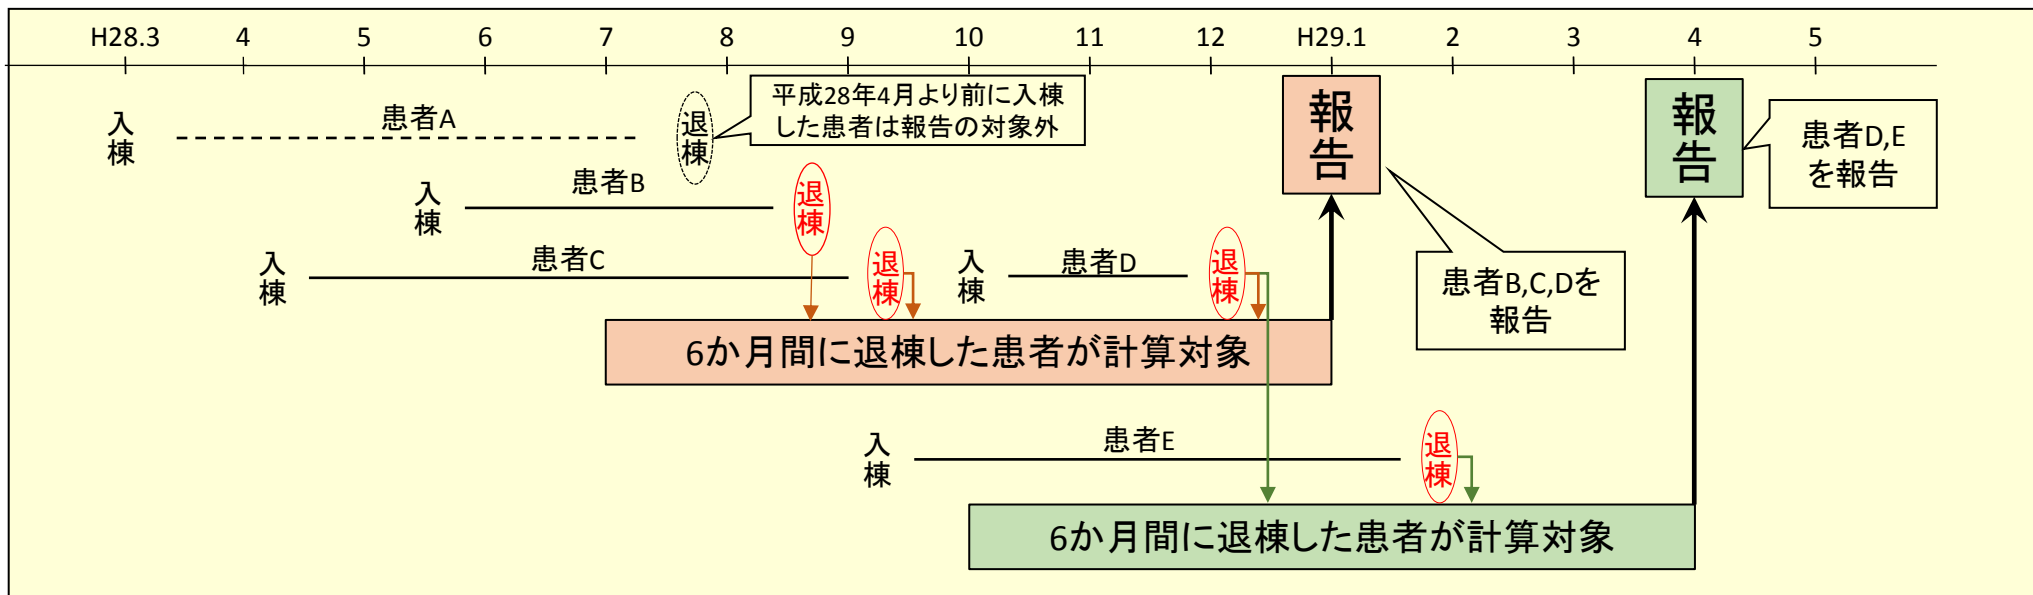 H28.3 4 5 6 7 8 9 10 11 12 H29.1 2 3 4 5
入棟
患者A
退棟
平成28年4月より前に入棟
した患者は報告の対象外
報告
報告
患者D,E
を報告
入棟
患者B
退棟
入棟
患者C
退棟
入棟
患者D
退棟
患者B,C,Dを
報告
6か月間に退棟した患者が計算対象
入棟
患者E
退棟
6か月間に退棟した患者が計算対象